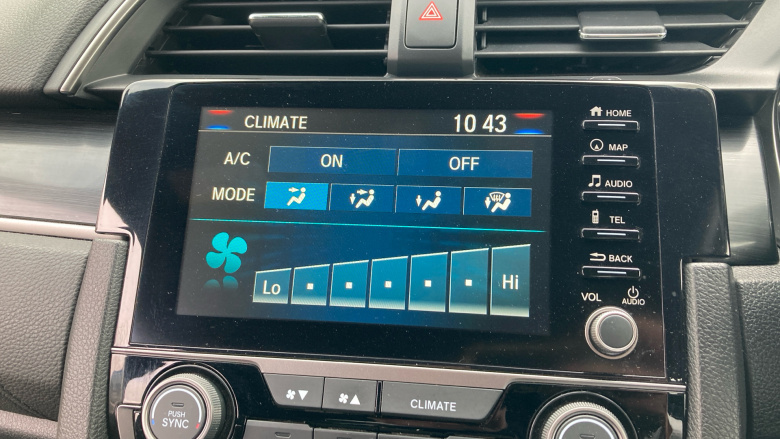 CLIMATE 10 43
A/C ON OFF
MODE
Lo Hi
HOME
MAP
AUDIO
TEL
BACK
VOL AUDIO
PUSH
SYNC
CLIMATE